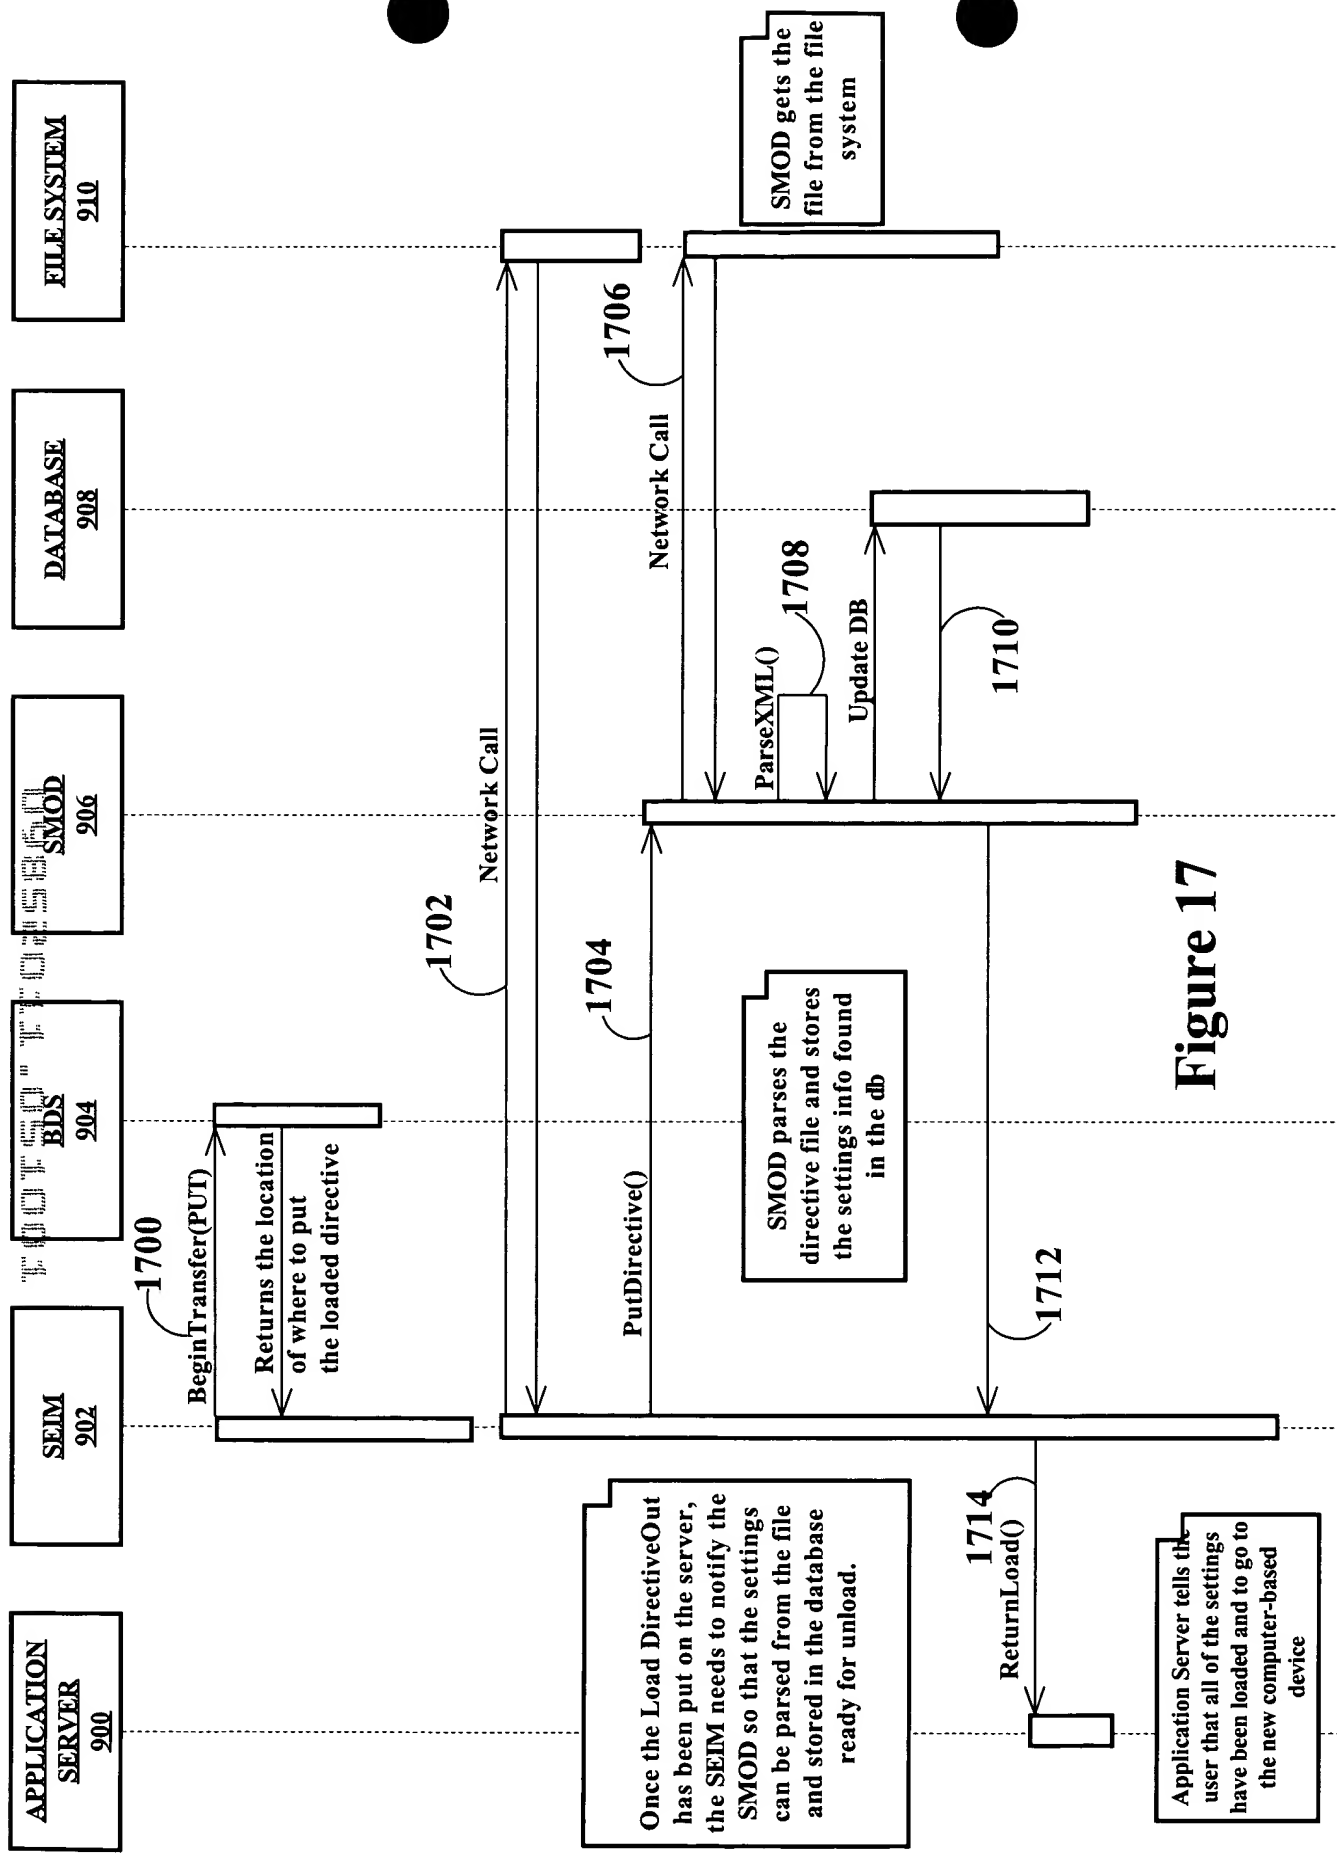 APPLICATION
SERVER
900
SEIM
902
BDS
904
SMOD
906
DATABASE
908
FILE SYSTEM
910
1700
BeginTransfer(PUT)
Returns the location
of where to put
the loaded directive
1702
Network Call
Once the Load DirectiveOut
has been put on the server,
the SEIM needs to notify the
SMOD so that the settings
can be parsed from the file
and stored in the database
ready for unload.
PutDirective()
1704
Network Call
1706
SMOD gets the
file from the file
system
SMOD parses the
directive file and stores
the settings info found
in the db
ParseXML()
1708
Update DB
1710
1712
1714
ReturnLoad()
Application Server tells the
user that all of the settings
have been loaded and to go to
the new computer-based
device
Figure 17